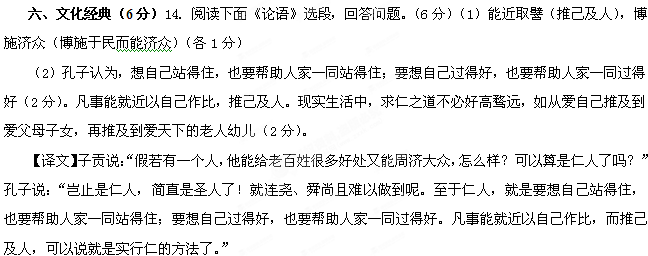 六、文化经典（6分）14. 阅读下面《论语》选段，回答问题。（6分）（1）能近取譬（推己及人），博
施济众（博施于民而能济众）（各1分）
（2）孔子认为，想自己站得住，也要帮助人家一同站得住；要想自己过得好，也要帮助人家一同过得
好（2分）。凡事能就近以自己作比，推己及人。现实生活中，求仁之道不必好高骛远，如从爱自己推及到
爱父母子女，再推及到爱天下的老人幼儿（2分）。
【译文】子贡说：“假若有一个人，他能给老百姓很多好处又能周济大众，怎么样？可以算是仁人了吗？”
孔子说：“岂止是仁人，简直是圣人了！就连尧、舜尚且难以做到呢。至于仁人，就是要想自己站得住，
也要帮助人家一同站得住；要想自己过得好，也要帮助人家一同过得好。凡事能就近以自己作比，而推己
及人，可以说就是实行仁的方法了。”